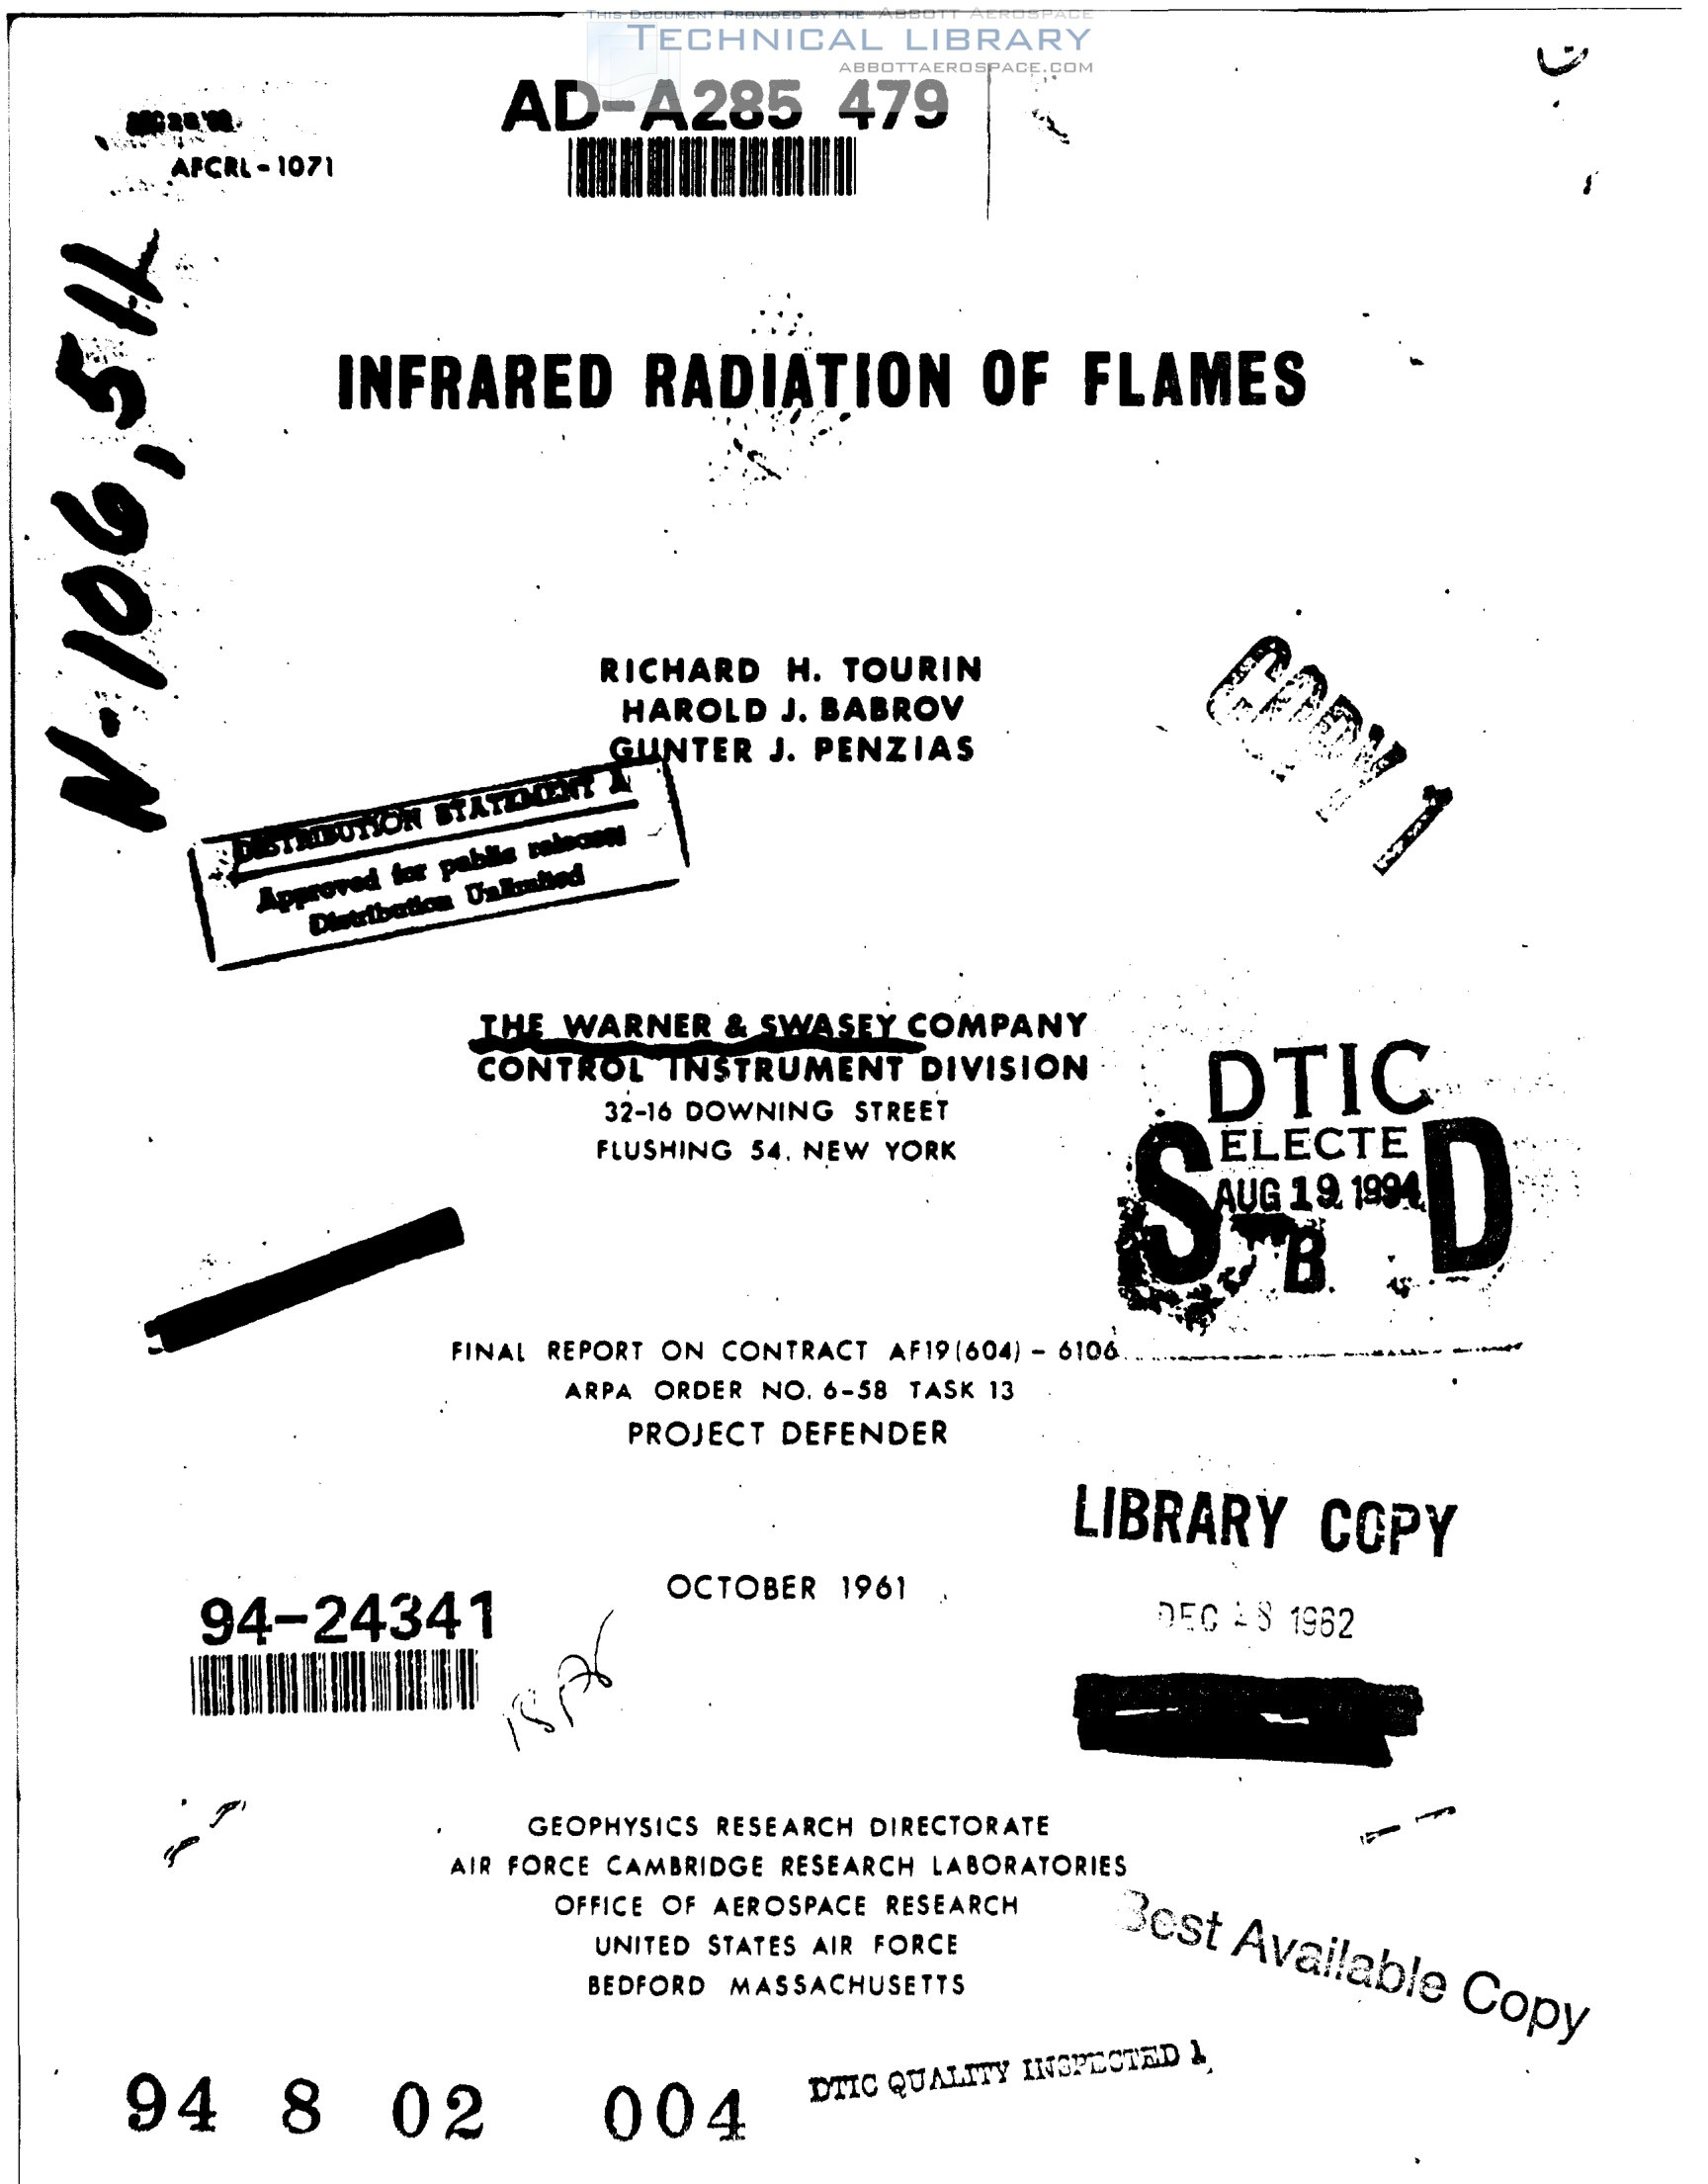 THIS DOCUMENT PROVIDED BY THE ABBOTT AEROSPACE
TECHNICAL LIBRARY
ABBOTTAEROSPACE.COM
AD-A285 479
AFCRL - 1071
N-106,511
INFRARED RADIATION OF FLAMES
RICHARD H. TOURIN
HAROLD J. BABROV
GUNTER J. PENZIAS
COPY 1
DISTRIBUTION STATEMENT A
Approved for public release
Distribution Unlimited
THE WARNER & SWASEY COMPANY
CONTROL INSTRUMENT DIVISION
32-16 DOWNING STREET
FLUSHING 54, NEW YORK
DTIC
S ELECTE D
AUG 19 1994
B
FINAL REPORT ON CONTRACT AF19(604) - 6106
ARPA ORDER NO. 6-58 TASK 13
PROJECT DEFENDER
LIBRARY COPY
OCTOBER 1961
DEC 28 1962
94-24341
GEOPHYSICS RESEARCH DIRECTORATE
AIR FORCE CAMBRIDGE RESEARCH LABORATORIES
OFFICE OF AEROSPACE RESEARCH
UNITED STATES AIR FORCE
BEDFORD MASSACHUSETTS
Best Available Copy
DTIC QUALITY INSPECTED 1
94 8 02 004